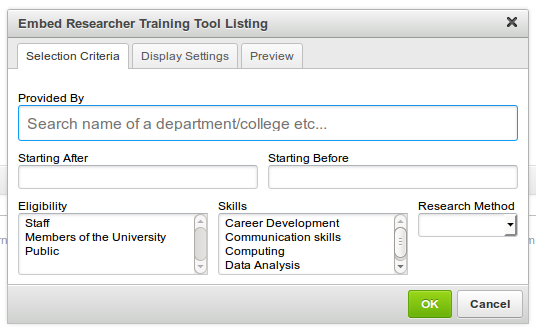 Embed Researcher Training Tool Listing
Selection Criteria Display Settings Preview
Provided By
Search name of a department/college etc...
Starting After Starting Before
Eligibility Skills Research Method
Staff Career Development
Members of the University Communication skills
Public Computing
Data Analysis
OK Cancel